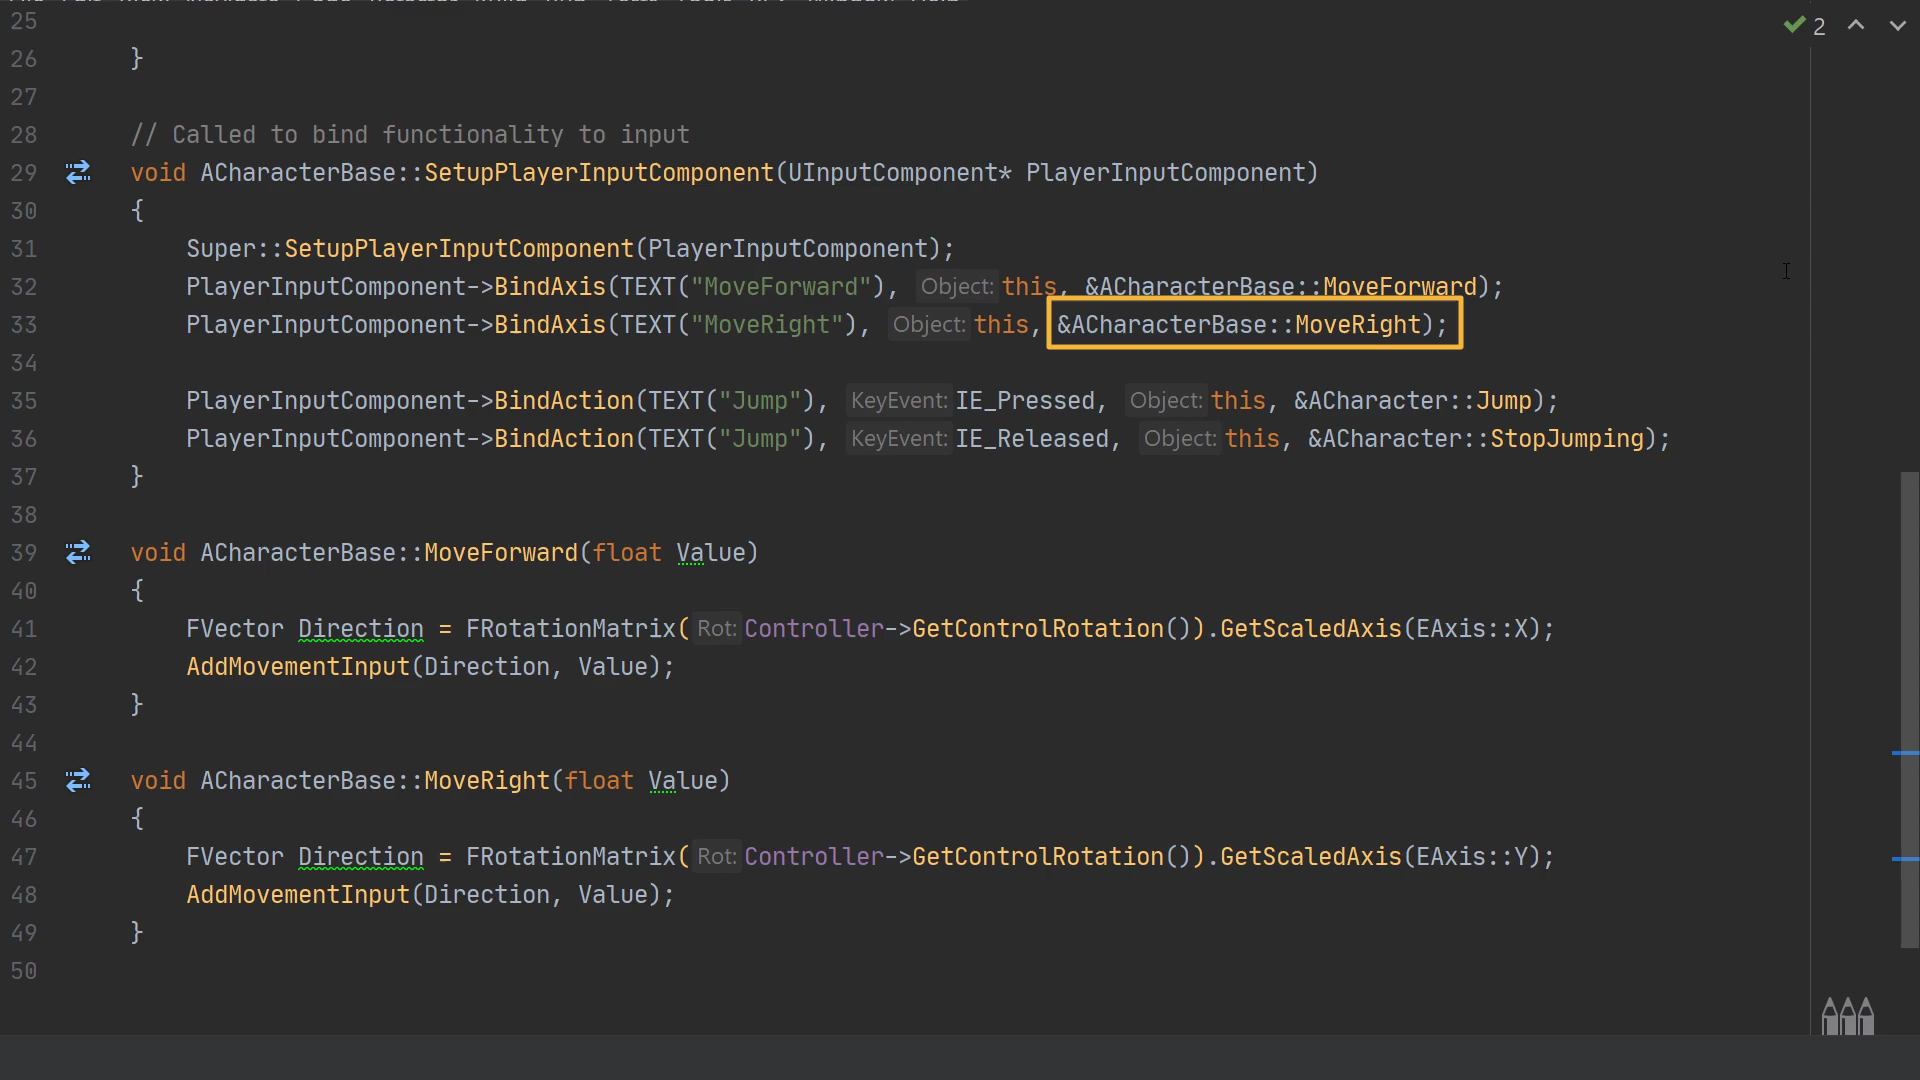 25
26 }
27
28 // Called to bind functionality to input
29 void ACharacterBase::SetupPlayerInputComponent(UInputComponent* PlayerInputComponent)
30 {
31 Super::SetupPlayerInputComponent(PlayerInputComponent);
32 PlayerInputComponent->BindAxis(TEXT("MoveForward"), Object: this, &ACharacterBase::MoveForward);
33 PlayerInputComponent->BindAxis(TEXT("MoveRight"), Object: this, &ACharacterBase::MoveRight);
34
35 PlayerInputComponent->BindAction(TEXT("Jump"), KeyEvent: IE_Pressed, Object: this, &ACharacter::Jump);
36 PlayerInputComponent->BindAction(TEXT("Jump"), KeyEvent: IE_Released, Object: this, &ACharacter::StopJumping);
37 }
38
39 void ACharacterBase::MoveForward(float Value)
40 {
41 FVector Direction = FRotationMatrix( Rot: Controller->GetControlRotation()).GetScaledAxis(EAxis::X);
42 AddMovementInput(Direction, Value);
43 }
44
45 void ACharacterBase::MoveRight(float Value)
46 {
47 FVector Direction = FRotationMatrix( Rot: Controller->GetControlRotation()).GetScaledAxis(EAxis::Y);
48 AddMovementInput(Direction, Value);
49 }
50
2